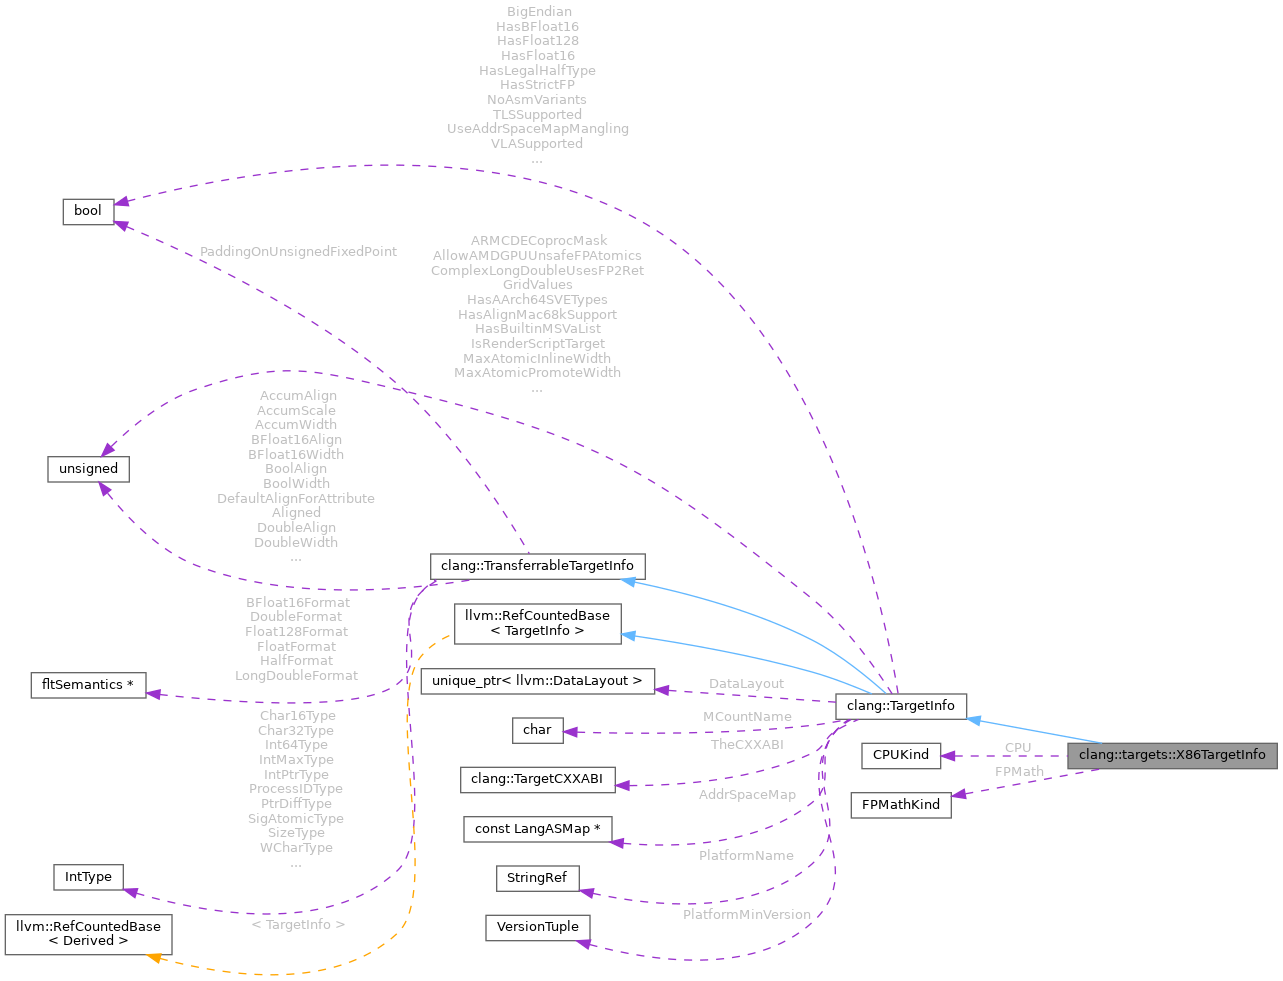 BigEndian
HasBFloat16
HasFloat128
HasFloat16
HasLegalHalfType
HasStrictFP
NoAsmVariants
TLSSupported
UseAddrSpaceMapMangling
VLASupported
...
bool
PaddingOnUnsignedFixedPoint
ARMCDECoprocMask
AllowAMDGPUUnsafeFPAtomics
ComplexLongDoubleUsesFP2Ret
GridValues
HasAArch64SVETypes
HasAlignMac68kSupport
HasBuiltinMSVaList
IsRenderScriptTarget
MaxAtomicInlineWidth
MaxAtomicPromoteWidth
...
AccumAlign
AccumScale
AccumWidth
BFloat16Align
BFloat16Width
BoolAlign
BoolWidth
DefaultAlignForAttribute
Aligned
DoubleAlign
DoubleWidth
...
unsigned
clang::TransferrableTargetInfo
llvm::RefCountedBase
< TargetInfo >
BFloat16Format
DoubleFormat
Float128Format
FloatFormat
HalfFormat
LongDoubleFormat
fltSemantics *
unique_ptr< llvm::DataLayout >
DataLayout
clang::TargetInfo
char
MCountName
TheCXXABI
CPUKind
CPU
clang::targets::X86TargetInfo
FPMath
clang::TargetCXXABI
AddrSpaceMap
FPMathKind
const LangASMap *
Char16Type
Char32Type
Int64Type
IntMaxType
IntPtrType
ProcessIDType
PtrDiffType
SigAtomicType
SizeType
WCharType
...
PlatformName
IntType
StringRef
PlatformMinVersion
< TargetInfo >
VersionTuple
llvm::RefCountedBase
< Derived >